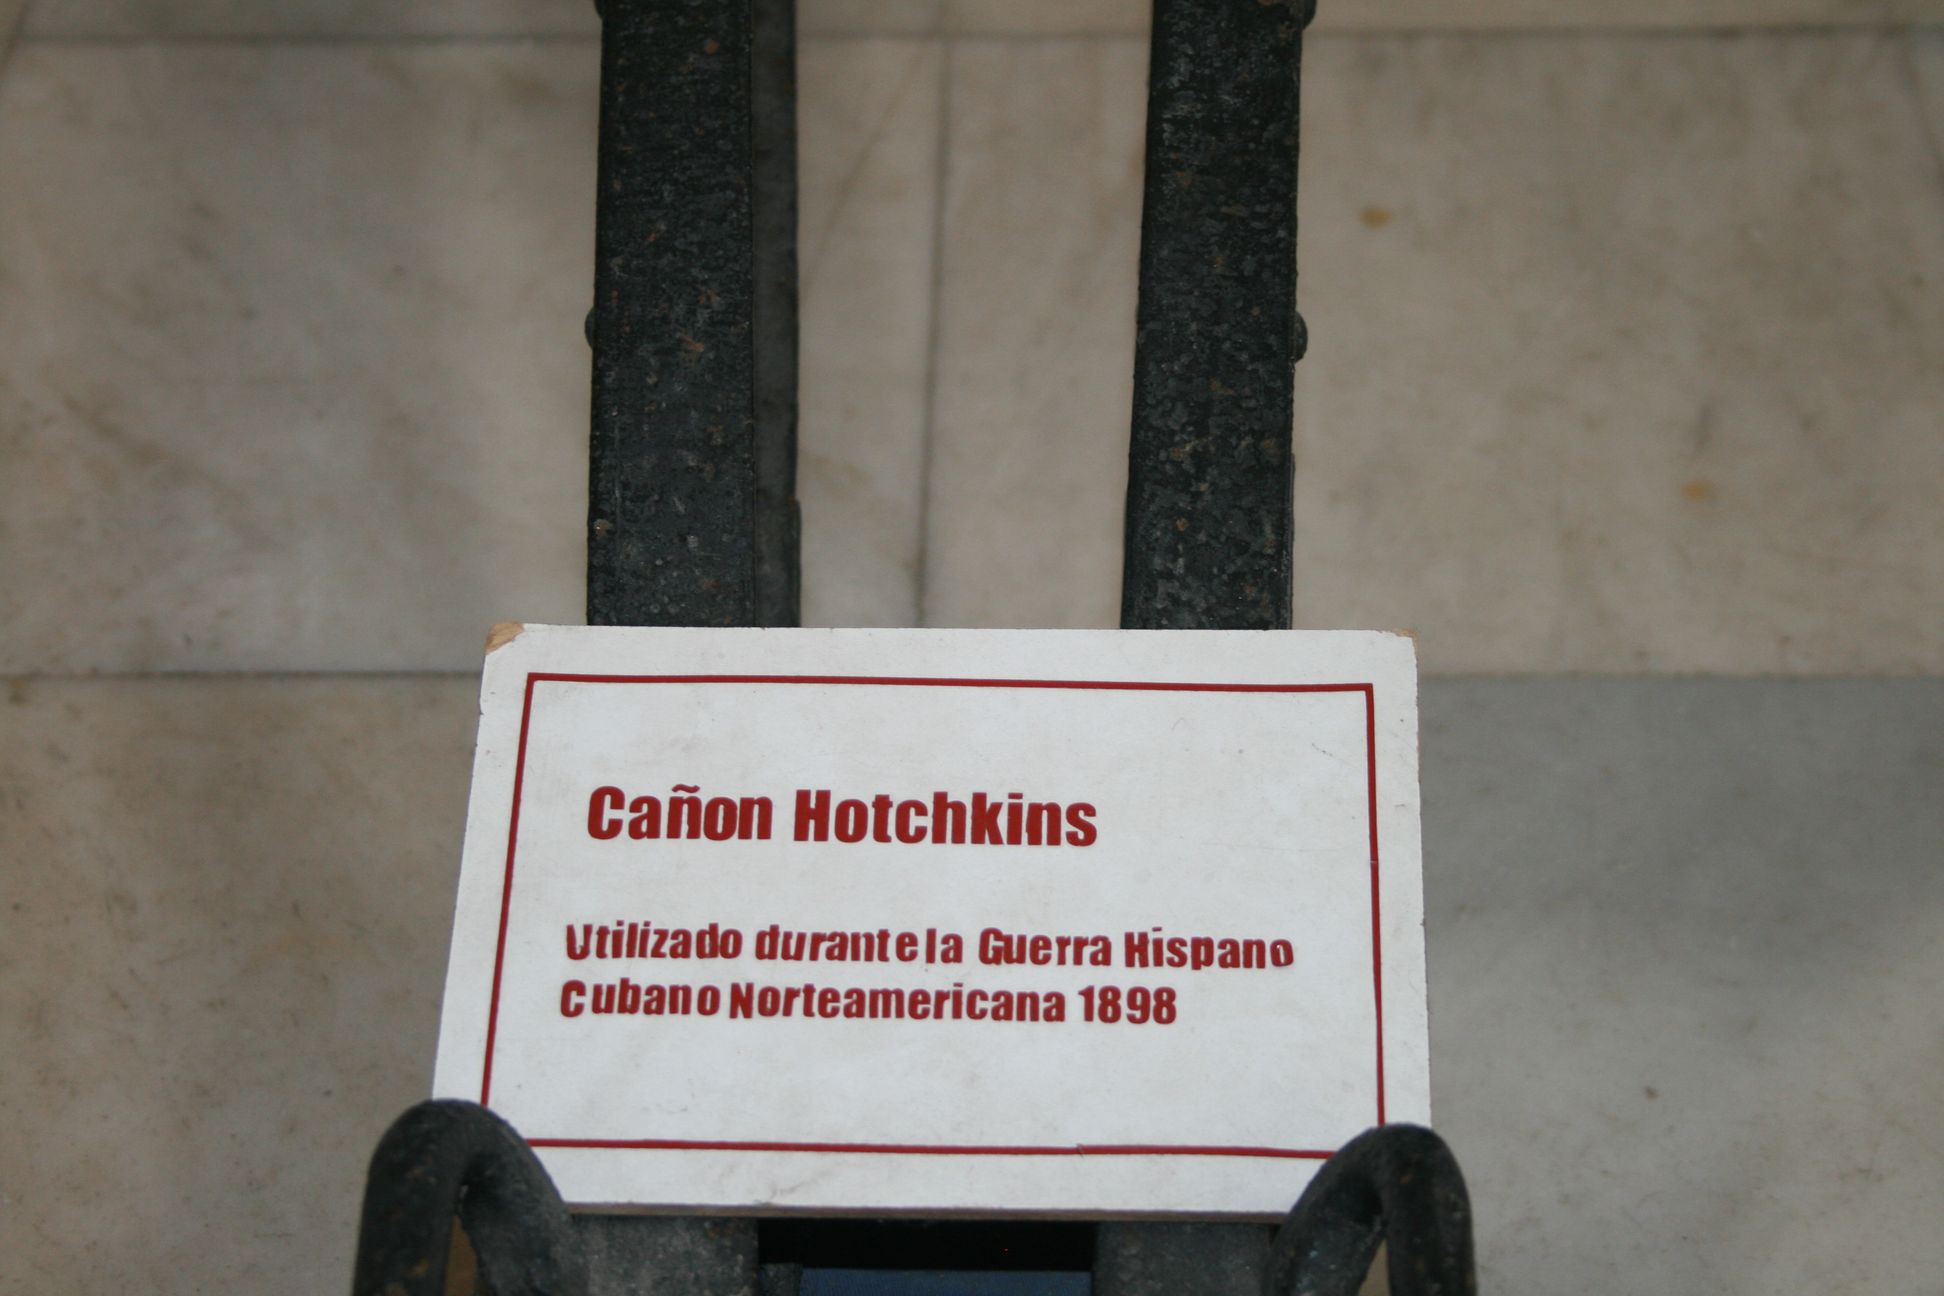 Cañon Hotchkins
Utilizado durante la Guerra Hispano
Cubano Norteamericana 1898